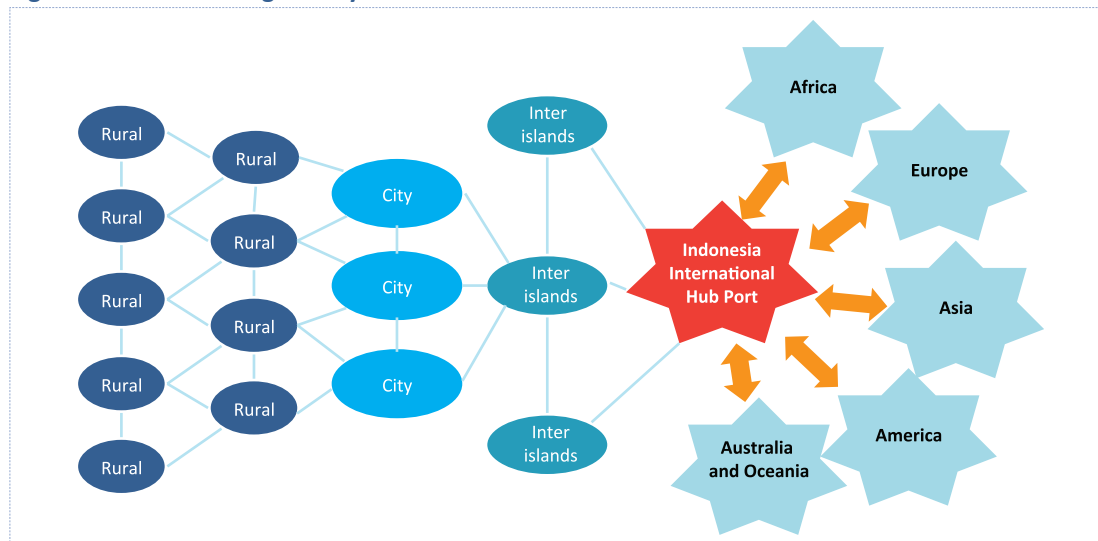 Rural
Rural
Rural
Rural
Rural
Rural
Rural
Rural
Rural
City
City
City
Inter
islands
Inter
islands
Inter
islands
Indonesia
International
Hub Port
Africa
Europe
Asia
America
Australia
and Oceania